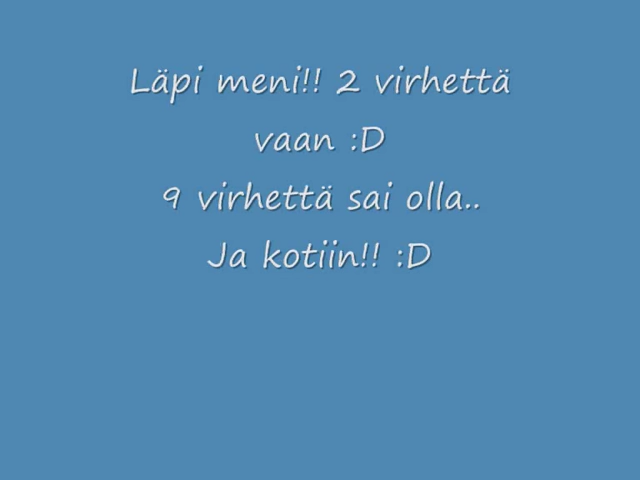 Läpi meni!! 2 virhettä
vaan :D
9 virhettä sai olla..
Ja kotiin!! :D